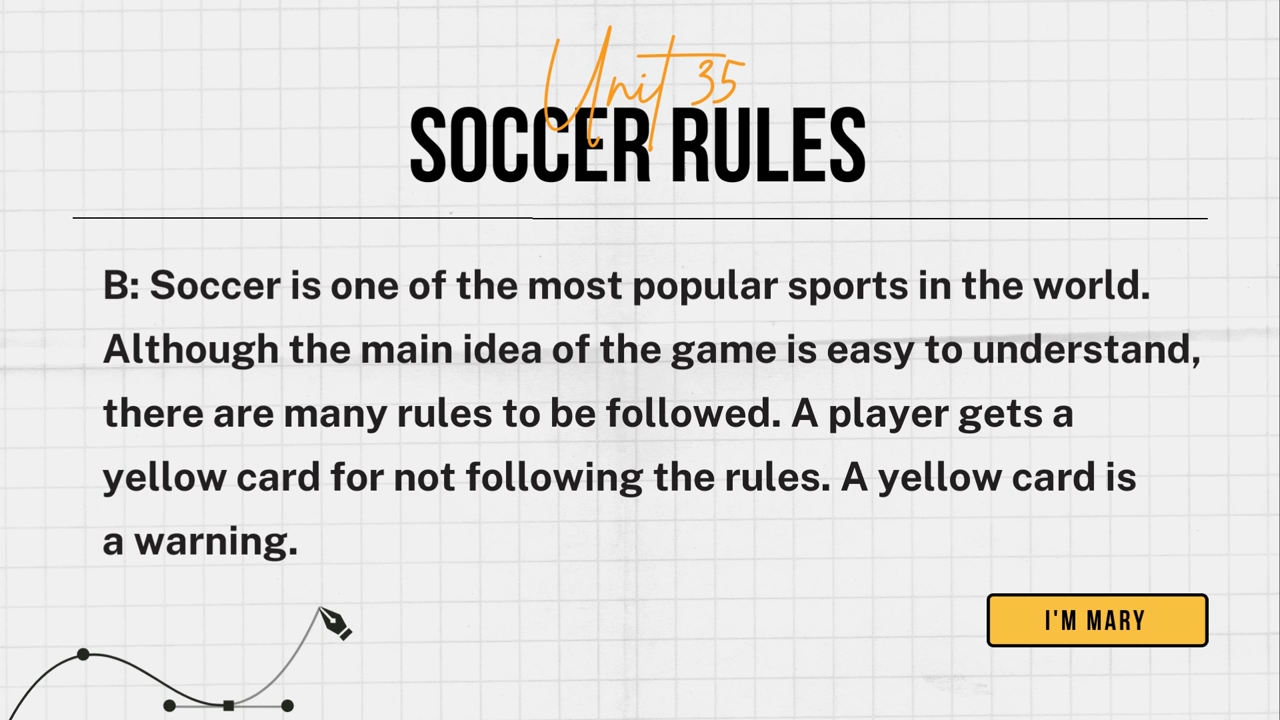 Unit 35
SOCCER RULES
B: Soccer is one of the most popular sports in the world.
Although the main idea of the game is easy to understand,
there are many rules to be followed. A player gets a
yellow card for not following the rules. A yellow card is
a warning.
I'M MARY